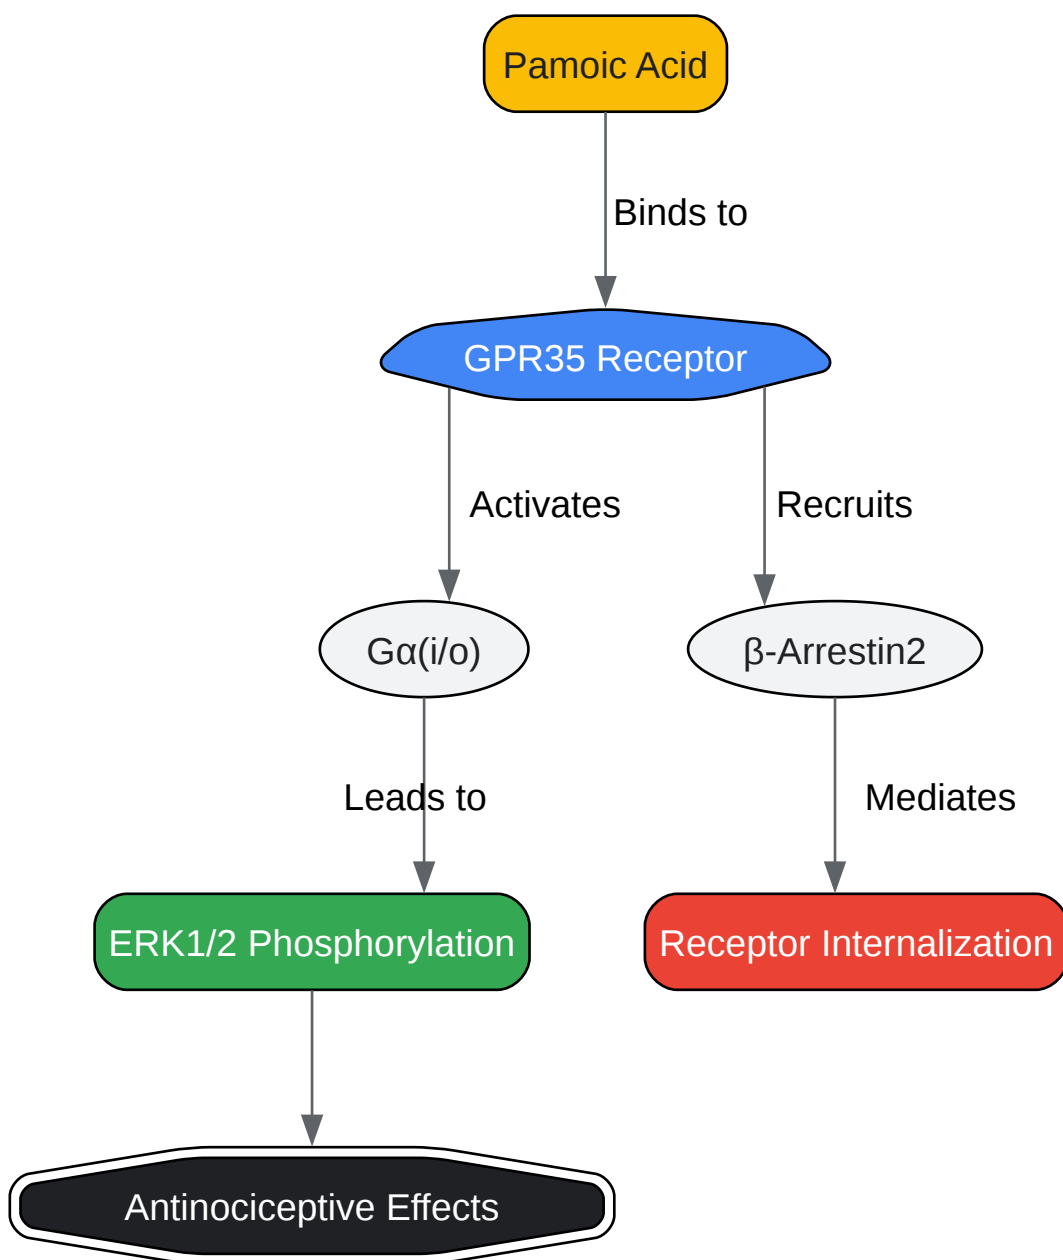 Pamoic Acid
Binds to
GPR35 Receptor
Activates
Recruits
Gα(i/o)
β-Arrestin2
Leads to
Mediates
ERK1/2 Phosphorylation
Receptor Internalization
Antinociceptive Effects